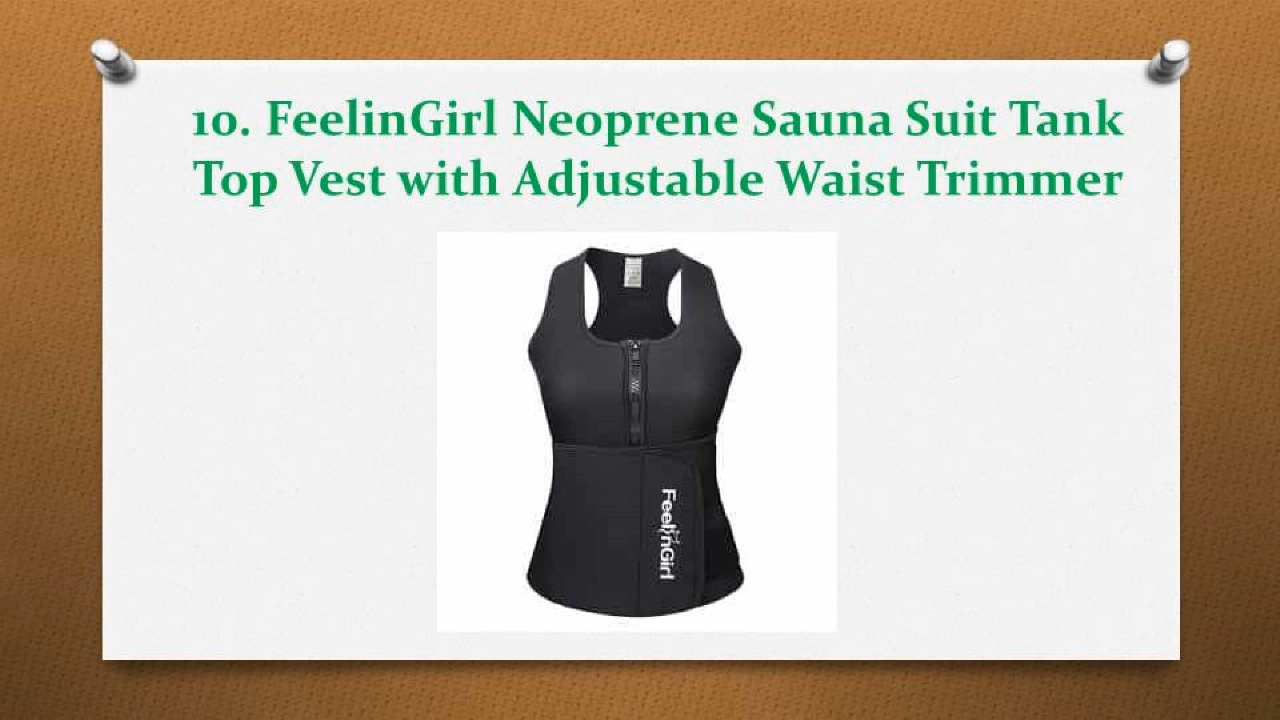 10. FeelinGirl Neoprene Sauna Suit Tank
Top Vest with Adjustable Waist Trimmer
FeelinGirl